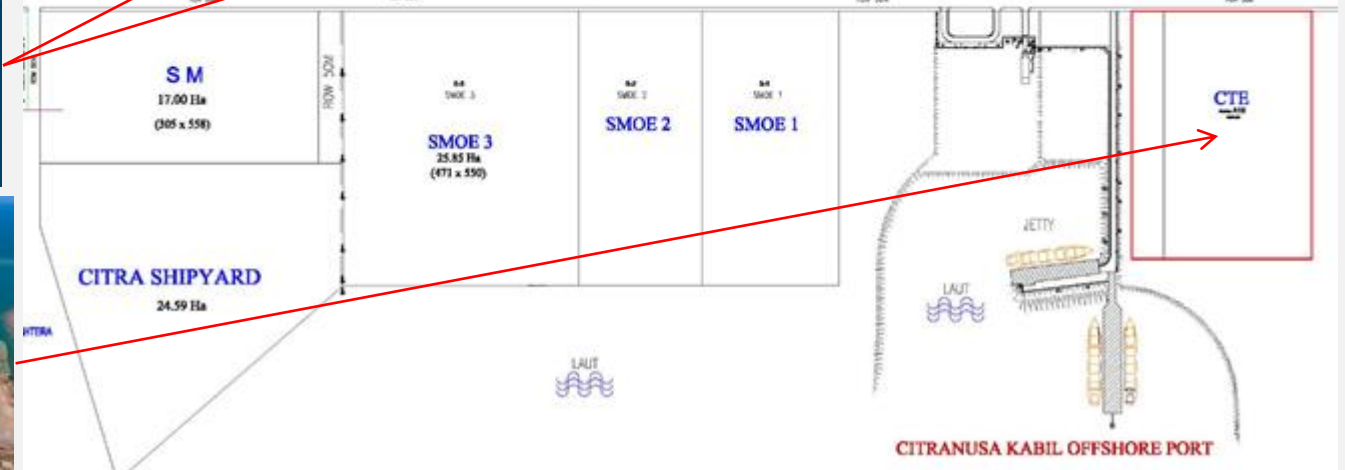 S M
17.00 Ha
(305 x 558)
ROW 50M
SMOE 3
SMOE 3
25.85 Ha
(471 x 550)
SMOE 2
SMOE 2
SMOE 1
SMOE 1
CTE
CITRA SHIPYARD
24.59 Ha
JETTY
LAUT
LAUT
CITRANUSA KABIL OFFSHORE PORT